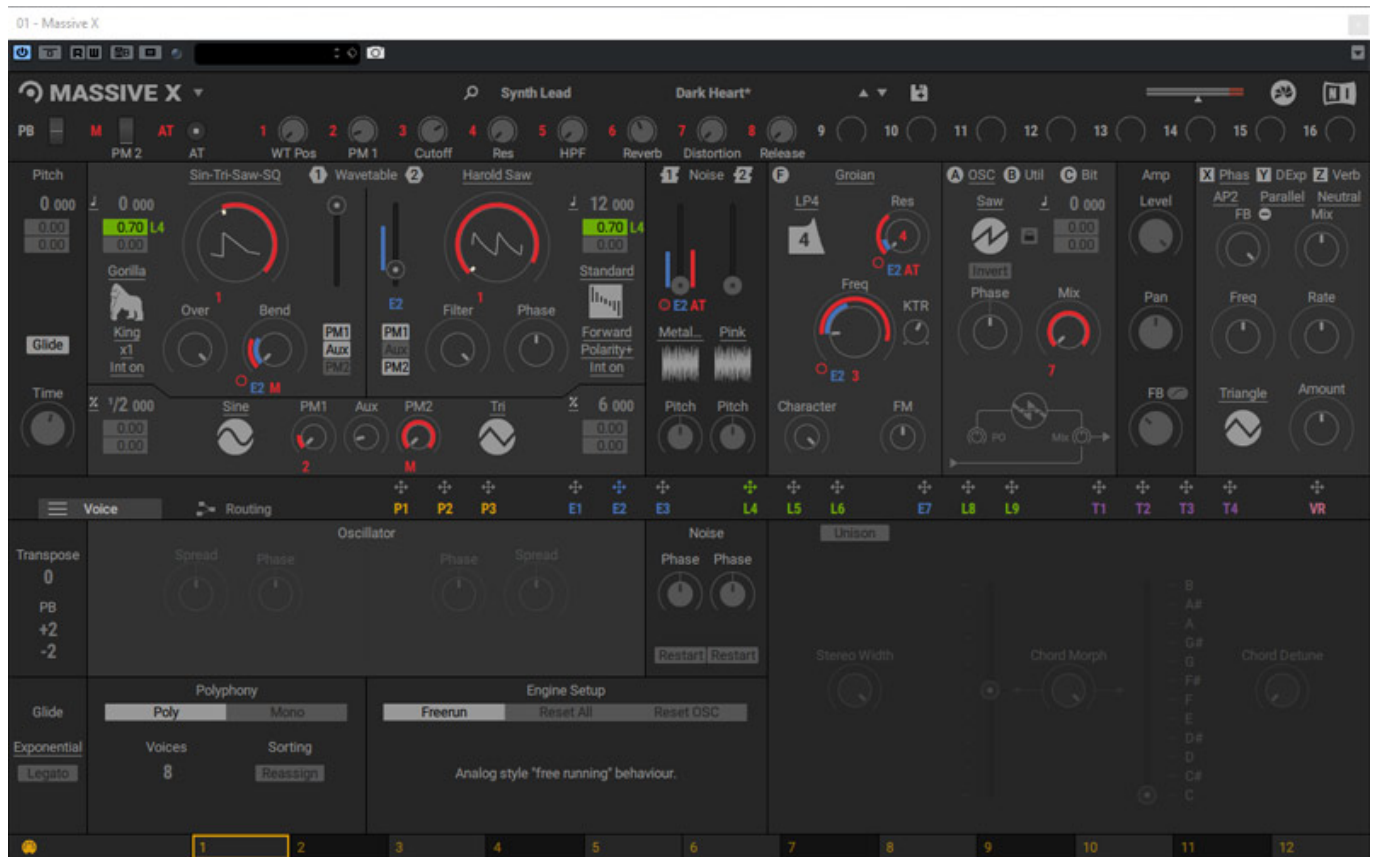 01 - Massive X
R W
MASSIVE X Synth Lead Dark Heart* NI
PB M AT 1 2 3 4 5 6 7 8 9 10 11 12 13 14 15 16
PM 2 AT WT Pos PM 1 Cutoff Res HPF Reverb Distortion Release
Pitch Sin-Tri-Saw-SQ 1 Wavetable 2 Harold Saw 1 Noise 2 F Groian A OSC B Util C Bit Amp X Phas Y DExp Z Verb
0 000 0 000 12 000 LP4 Res Saw 0 000 Level AP2 Parallel Neutral
0.00 0.70 L4 0.70 L4 4 4 0.00 FB Mix
0.00 0.00 0.00 0.00
Gorilla Standard E2 AT Invert
Over 1 Bend E2 Filter 1 Phase E2 AT Freq KTR Phase Mix Pan Freq Rate
Glide King PM1 PM1 Forward Metal... Pink
x1 Aux Aux Polarity+
Int on PM2 PM2 Int on
E2 M E2 3 7
Time 1/2 000 Sine PM1 Aux PM2 Tri 6 000 Pitch Pitch Character FM FB Triangle Amount
0.00 0.00 PO Mix
0.00 0.00
2 M
Voice Routing P1 P2 P3 E1 E2 E3 L4 L5 L6 E7 L8 L9 T1 T2 T3 T4 VR
Oscillator Noise Unison
Transpose Spread Phase Phase Spread Phase Phase
0
PB
+2
-2
Restart Restart
Stereo Width Chord Morph Chord Detune
B
A#
A
G#
G
F#
F
E
D#
D
C#
C
Polyphony Engine Setup
Glide Poly Mono Freerun Reset All Reset OSC
Exponential Voices Sorting
Legato 8 Reassign Analog style "free running" behaviour.
1 2 3 4 5 6 7 8 9 10 11 12